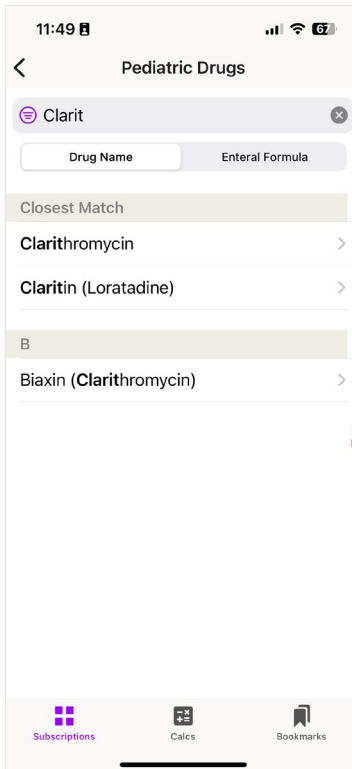 11:49
67
Pediatric Drugs
Clarit
Drug Name
Enteral Formula
Closest Match
Clarithromycin
Claritin (Loratadine)
B
Biaxin (Clarithromycin)
Subscriptions
Calcs
Bookmarks